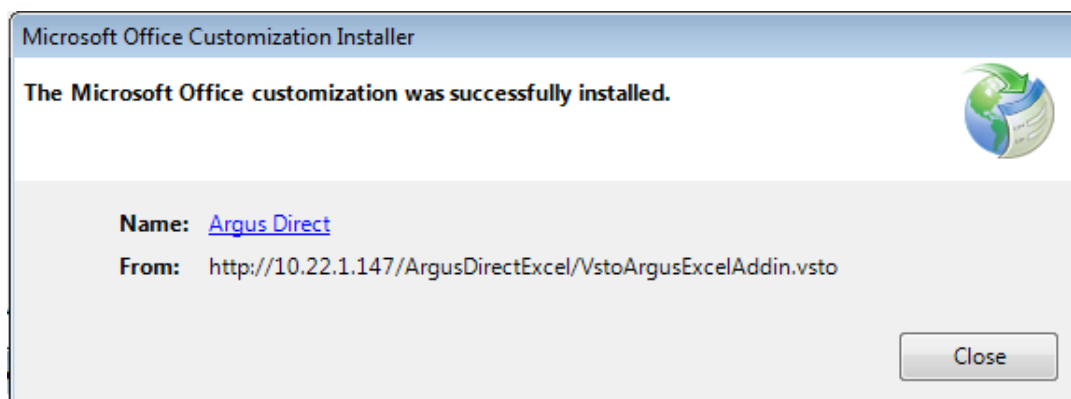 Microsoft Office Customization Installer
The Microsoft Office customization was successfully installed.
Name: Argus Direct
From: http://10.22.1.147/ArgusDirectExcel/VstoArgusExcelAddin.vsto
Close